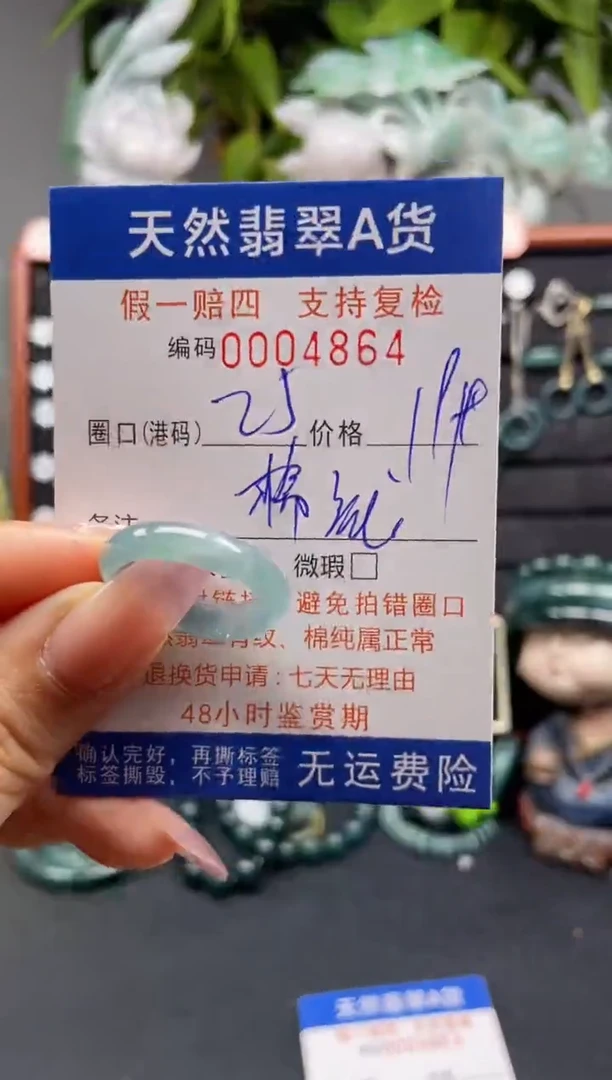 天然翡翠A货
假一赔四 支持复检
编码0004864
圈口(港码) 25 价格
备注 棉
微瑕□
避免拍错圈口
纹、棉纯属正常
退换货申请:七天无理由
48小时鉴赏期
确认完好,再撕标签
标签撕毁,不予理赔
无运费险
天然翡翠A货